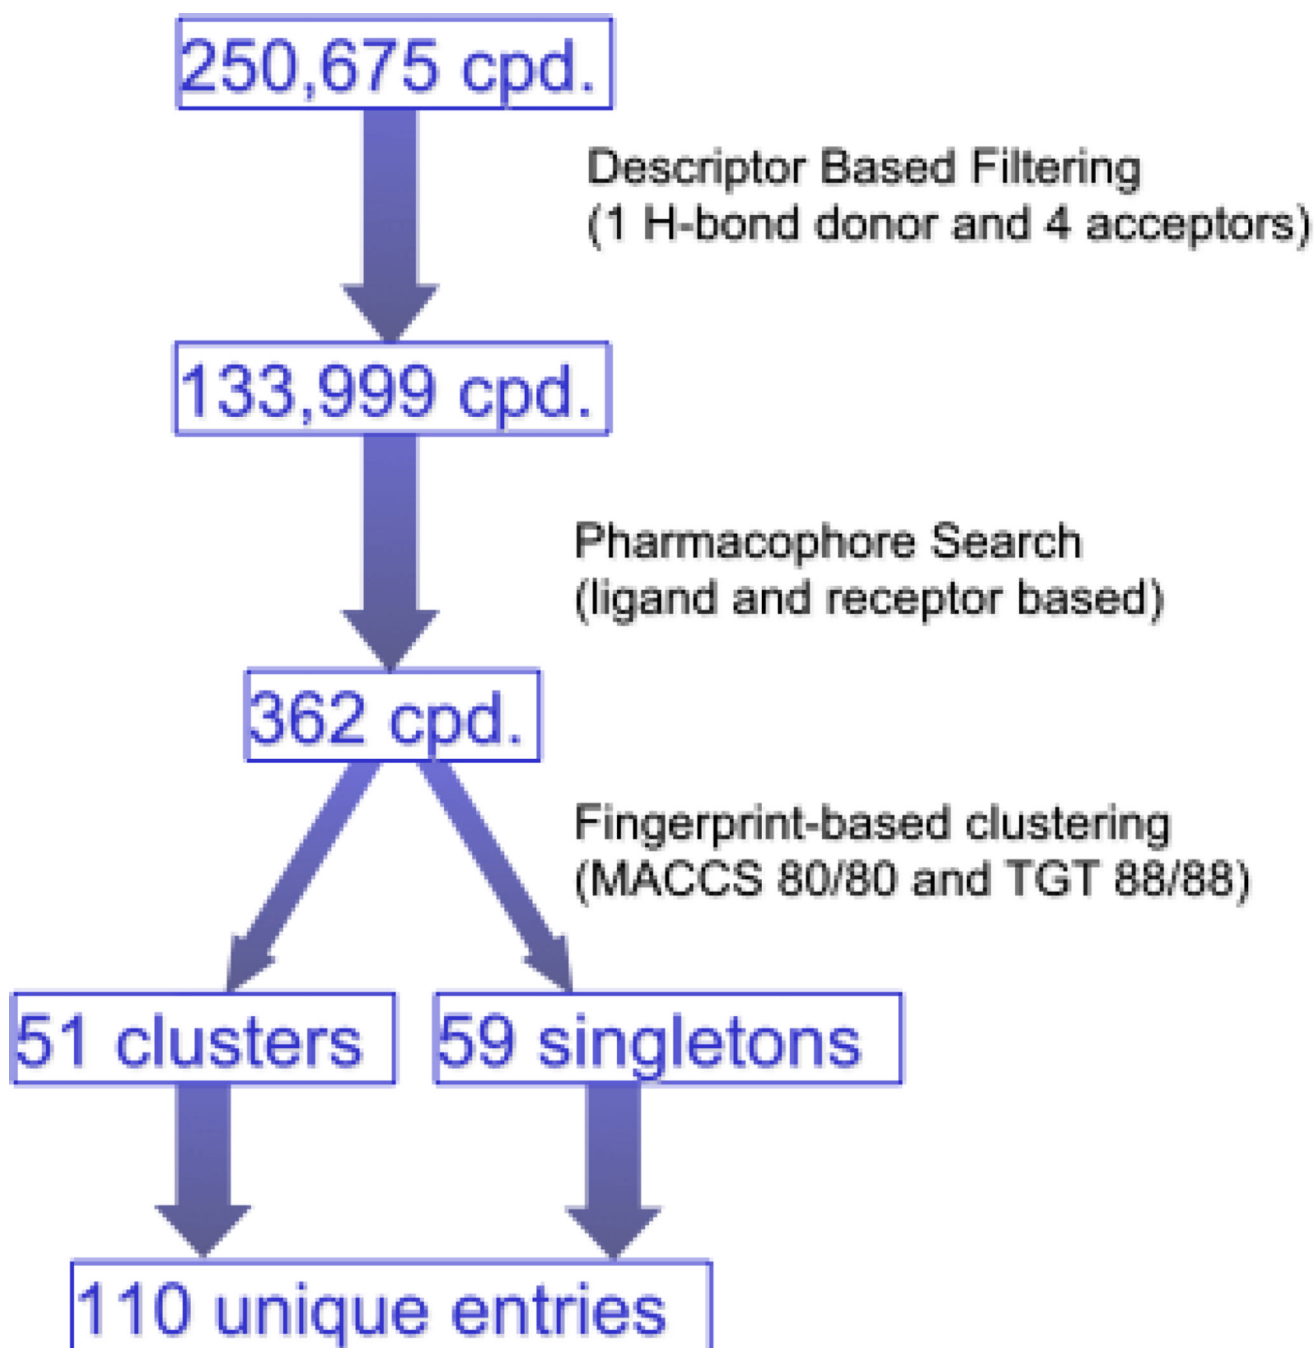 250,675 cpd.
Descriptor Based Filtering
(1 H-bond donor and 4 acceptors)
133,999 cpd.
Pharmacophore Search
(ligand and receptor based)
362 cpd.
Fingerprint-based clustering
(MACCS 80/80 and TGT 88/88)
51 clusters
59 singletons
110 unique entries